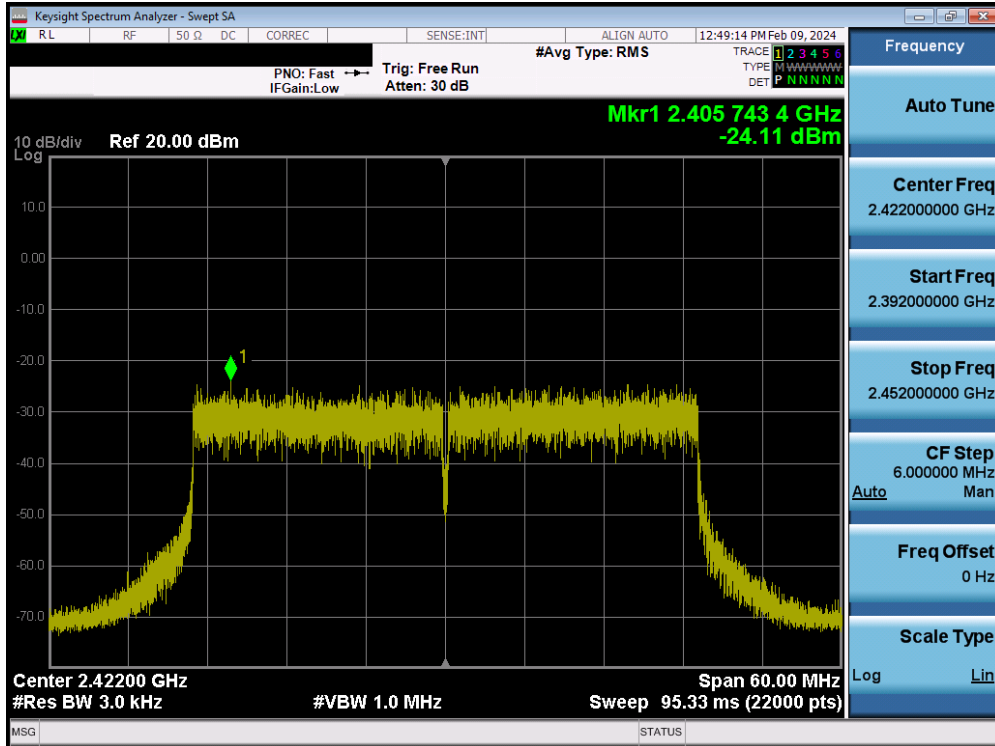 Keysight Spectrum Analyzer - Swept SA
LXI RL RF 50 Ω DC CORREC SENSE:INT ALIGN AUTO 12:49:14 PM Feb 09, 2024
Frequency
#Avg Type: RMS
TRACE 1 2 3 4 5 6
PNO: Fast Trig: Free Run
TYPE M W W W W W
IFGain:Low Atten: 30 dB
DET P N N N N N
Auto Tune
Mkr1 2.405 743 4 GHz
-24.11 dBm
10 dB/div Ref 20.00 dBm
Log
Center Freq
2.422000000 GHz
10.0
0.00
Start Freq
2.392000000 GHz
-10.0
-20.0
1
Stop Freq
2.452000000 GHz
-30.0
-40.0
CF Step
6.000000 MHz
Auto Man
-50.0
-60.0
Freq Offset
0 Hz
-70.0
Scale Type
Log Lin
Center 2.42200 GHz Span 60.00 MHz
#Res BW 3.0 kHz #VBW 1.0 MHz Sweep 95.33 ms (22000 pts)
MSG STATUS